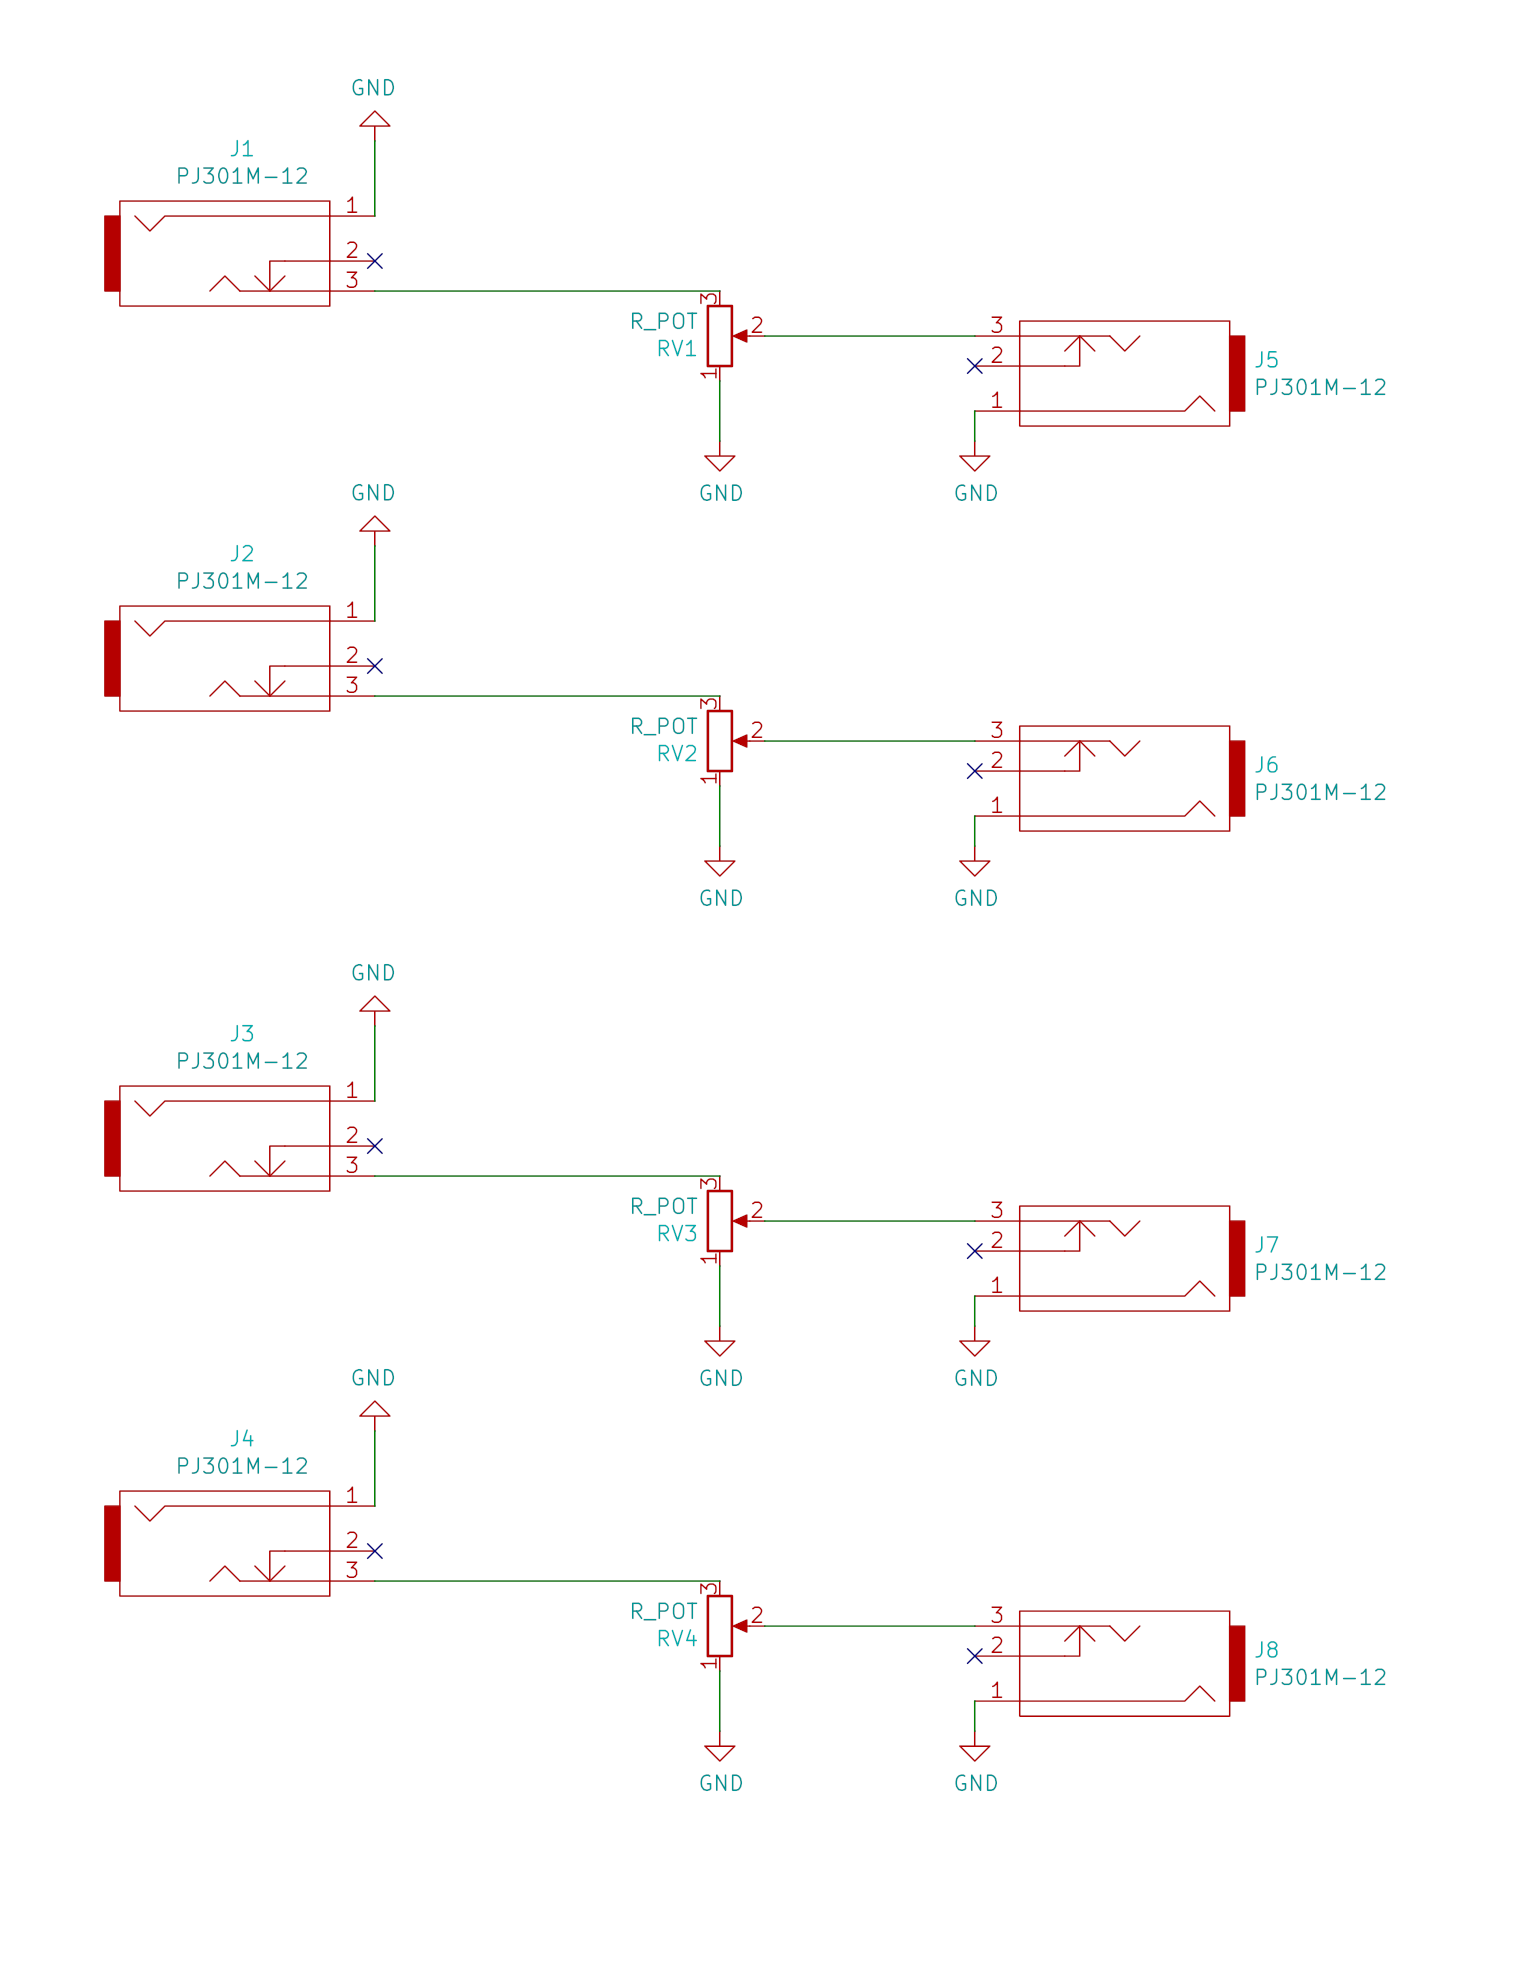 GND
J1
PJ301M-12
1
2
3
3
R_POT
RV1
2
1
3
2
1
J5
PJ301M-12
GND
GND
GND
J2
PJ301M-12
1
2
3
3
R_POT
RV2
2
1
3
2
1
J6
PJ301M-12
GND
GND
GND
J3
PJ301M-12
1
2
3
3
R_POT
RV3
2
1
3
2
1
J7
PJ301M-12
GND
GND
GND
J4
PJ301M-12
1
2
3
3
R_POT
RV4
2
1
3
2
1
J8
PJ301M-12
GND
GND